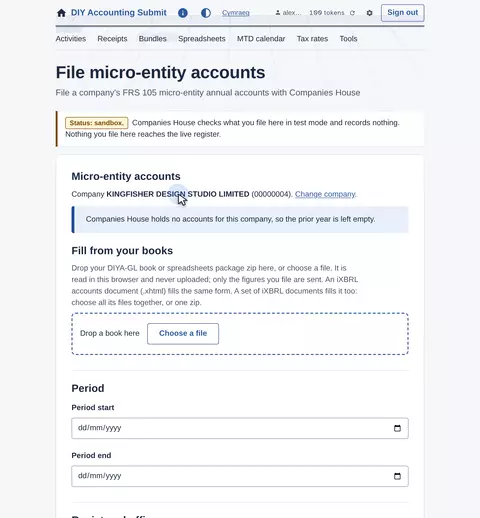 DIY Accounting Submit
Cymraeg
alex...
199 tokens
Sign out
Activities
Receipts
Bundles
Spreadsheets
MTD calendar
Tax rates
Tools
File micro-entity accounts
File a company's FRS 105 micro-entity annual accounts with Companies House
Status: sandbox. Companies House checks what you file here in test mode and records nothing.
Nothing you file here reaches the live register.
Micro-entity accounts
Company KINGFISHER DESIGN STUDIO LIMITED (00000004). Change company.
Companies House holds no accounts for this company, so the prior year is left empty.
Fill from your books
Drop your DIYA-GL book or spreadsheets package zip here, or choose a file. It is
read in this browser and never uploaded; only the figures you file are sent. An iXBRL
accounts document (.xhtml) fills the same form. A set of iXBRL documents fills it too:
choose all its files together, or one zip.
Drop a book here
Choose a file
Period
Period start
dd/mm/yyyy
Period end
dd/mm/yyyy